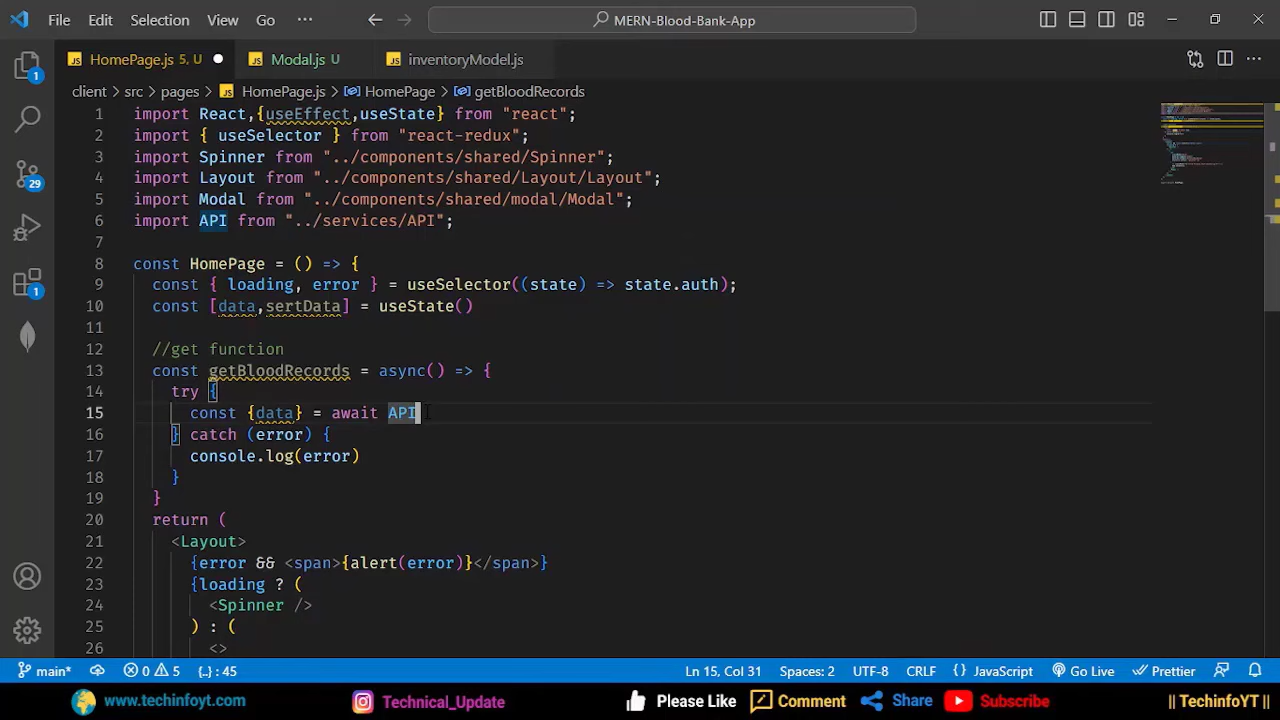 File Edit Selection View Go ··· MERN-Blood-Bank-App
HomePage.js 5, U Modal.js U inventoryModel.js
client > src > pages > HomePage.js > HomePage > getBloodRecords
1 import React,{useEffect,useState} from "react";
2 import { useSelector } from "react-redux";
3 import Spinner from "../components/shared/Spinner";
4 import Layout from "../components/shared/Layout/Layout";
5 import Modal from "../components/shared/modal/Modal";
6 import API from "../services/API";
7
8 const HomePage = () => {
9 const { loading, error } = useSelector((state) => state.auth);
10 const [data,sertData] = useState()
11
12 //get function
13 const getBloodRecords = async() => {
14 try {
15 const {data} = await API
16 } catch (error) {
17 console.log(error)
18 }
19 }
20 return (
21 <Layout>
22 {error && <span>{alert(error)}</span>}
23 {loading ? (
24 <Spinner />
25 ) : (
26 <>
1
29
1
main* 0 5 {..} : 45 Ln 15, Col 31 Spaces: 2 UTF-8 CRLF {} JavaScript Go Live Prettier
www.techinfoyt.com Technical_Update Please Like Comment Share Subscribe || TechinfoYT ||